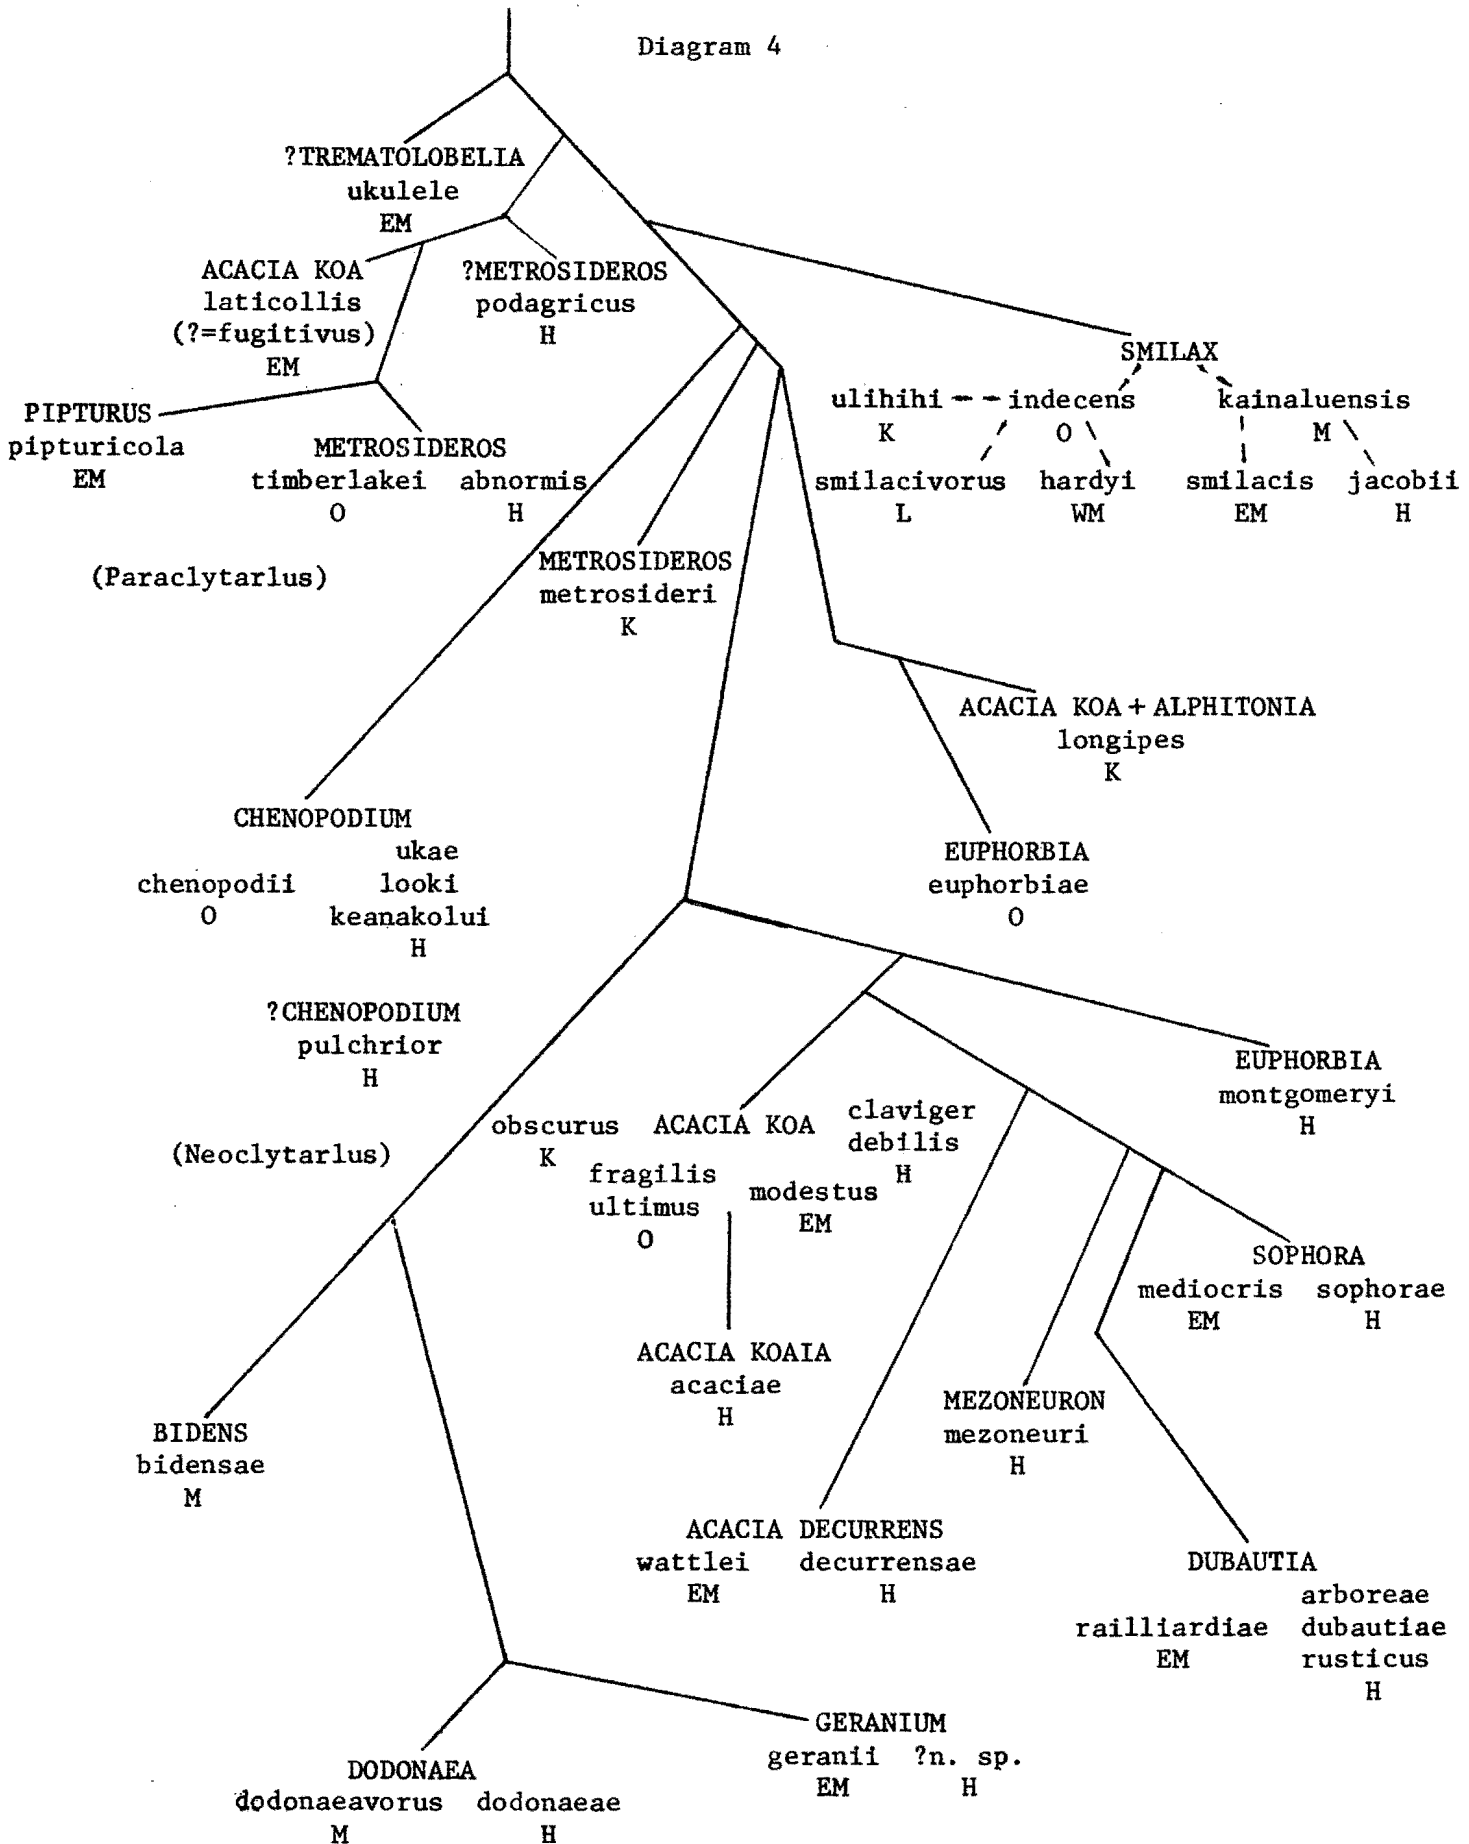 Diagram 4
?TREMATOLOBELIA
ukulele
EM
ACACIA KOA
laticollis
(?=fugitivus)
EM
?METROSIDEROS
podagricus
H
SMILAX
ulihihi indecens kainaluensis
K O M
smilacivorus hardyi smilacis jacobii
L WM EM H
PIPTURUS
pipturicola
EM
METROSIDEROS
timberlakei abnormis
O H
(Paraclytarlus)
METROSIDEROS
metrosideri
K
ACACIA KOA + ALPHITONIA
longipes
K
CHENOPODIUM
ukae
chenopodii looki
O keanakolui
H
EUPHORBIA
euphorbiae
O
?CHENOPODIUM
pulchrior
H
EUPHORBIA
montgomeryi
H
(Neoclytarlus)
obscurus ACACIA KOA claviger
K debilis
H
fragilis
ultimus modestus
O EM
SOPHORA
mediocris sophorae
EM H
ACACIA KOAIA
acaciae
H
MEZONEURON
mezoneuri
H
BIDENS
bidensae
M
ACACIA DECURRENS
wattlei decurrensae
EM H
DUBAUTIA
arboreae
railliardiae dubautiae
EM rusticus
H
GERANIUM
geranii ?n. sp.
EM H
DODONAEA
dodonaeavorus dodonaeae
M H